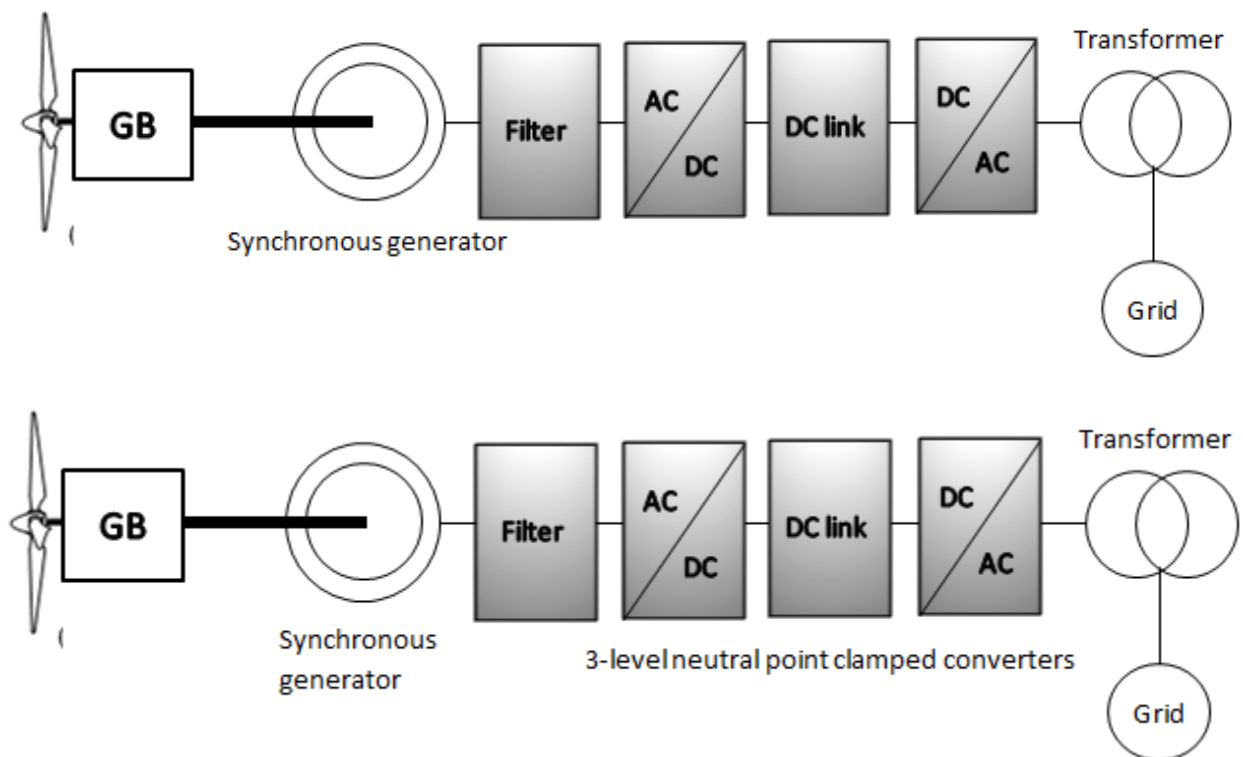 Transformer
GB
Filter
AC
DC
DC link
DC
AC
(
Synchronous generator
Grid
Transformer
GB
Filter
AC
DC
DC link
DC
AC
(
Synchronous
generator
3-level neutral point clamped converters
Grid